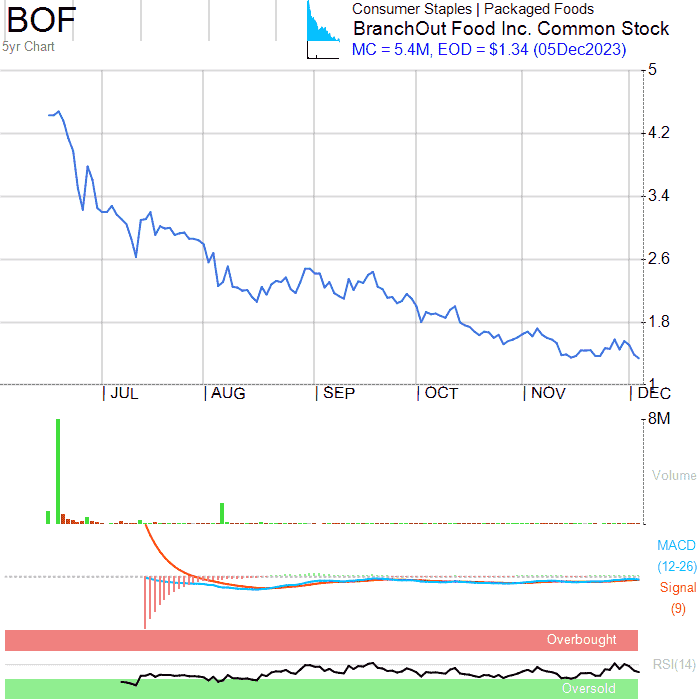 BOF
5yr Chart
Consumer Staples | Packaged Foods
BranchOut Food Inc. Common Stock
MC = 5.4M, EOD = $1.34 (05Dec2023)
5
4.2
3.4
2.6
1.8
1
JUL AUG SEP OCT NOV DEC
8M
Volume
MACD
(12-26)
Signal
(9)
Overbought
RSI(14)
Oversold